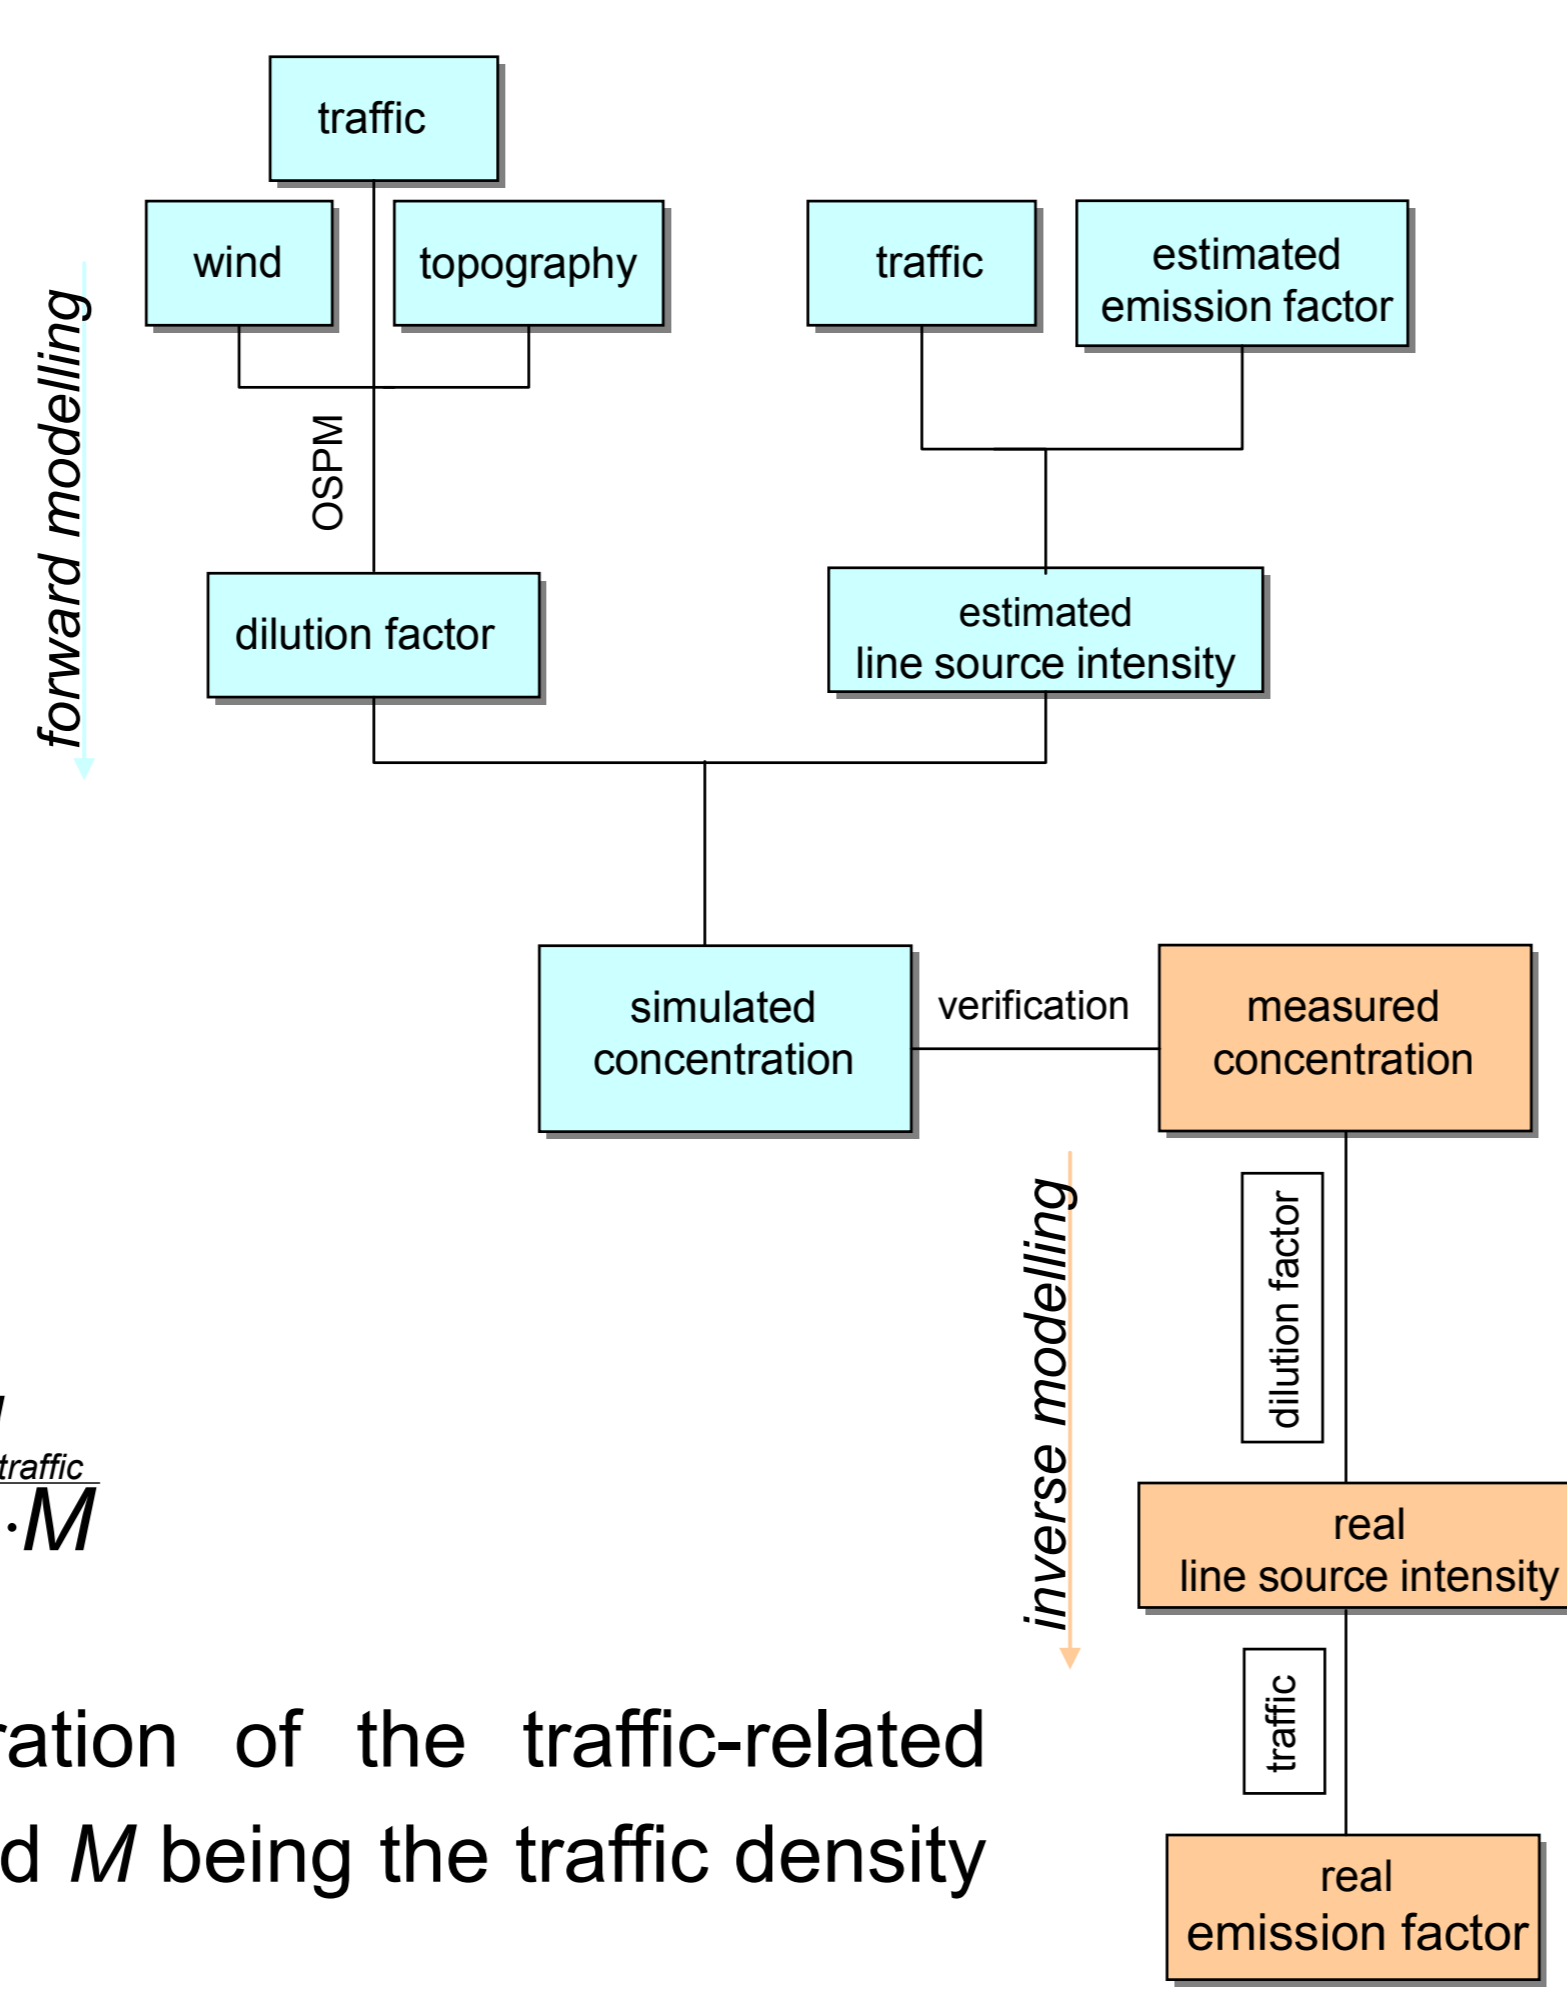 traffic
wind
topography
traffic
estimated
emission factor
forward modelling
OSPM
dilution factor
estimated
line source intensity
simulated
concentration
verification
measured
concentration
inverse modelling
dilution factor
traffic
·M
real
line source intensity
traffic
of the traffic-related
M being the traffic density
real
emission factor